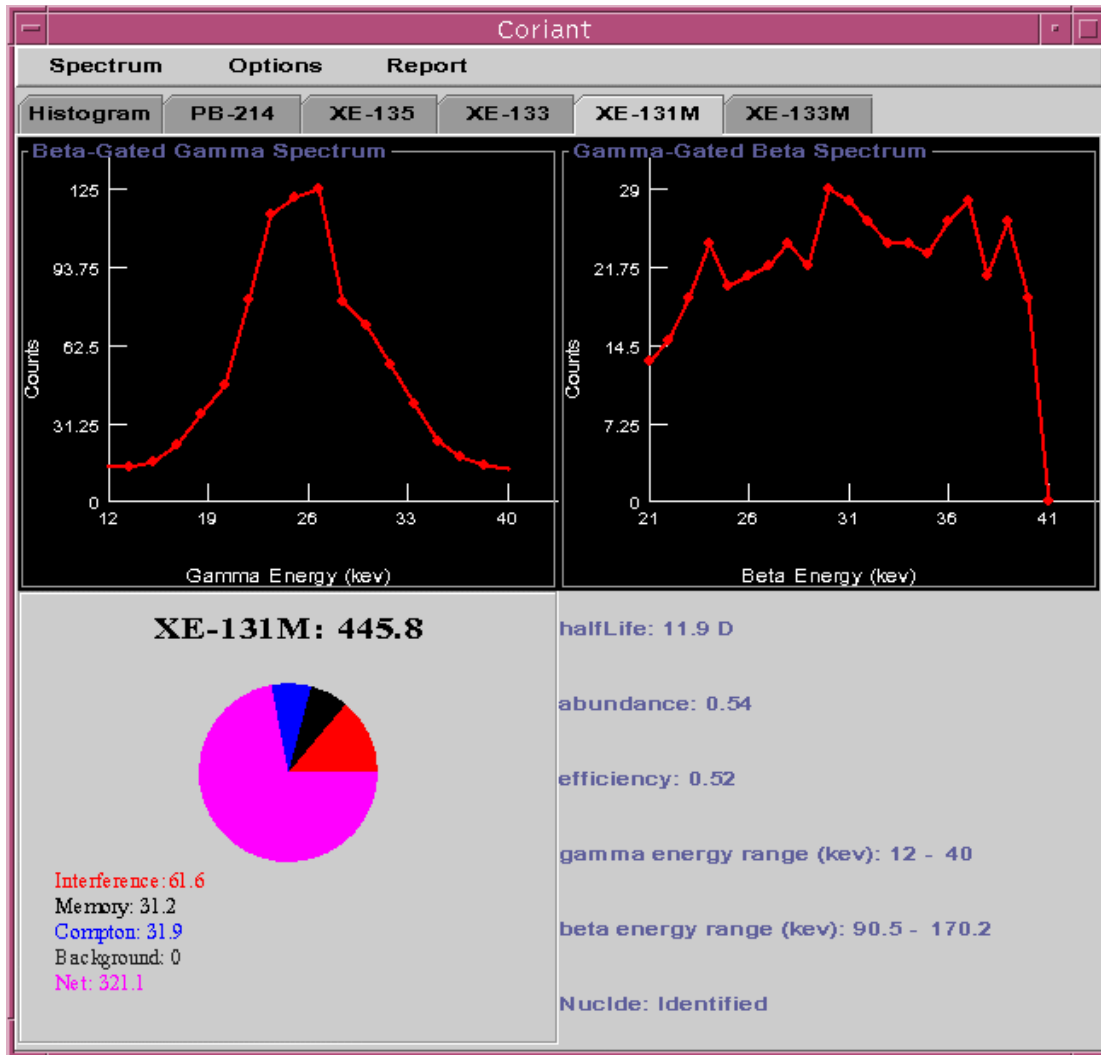 Coriant
Spectrum Options Report
Histogram PB-214 XE-135 XE-133 XE-131M XE-133M
Beta-Gated Gamma Spectrum
125
93.75
62.5
31.25
0
Counts
12 19 26 33 40
Gamma Energy (kev)
Gamma-Gated Beta Spectrum
29
21.75
14.5
7.25
0
Counts
21 26 31 36 41
Beta Energy (kev)
XE-131M: 445.8
Interference: 61.6
Memory: 31.2
Compton: 31.9
Background: 0
Net: 321.1
halfLife: 11.9 D
abundance: 0.54
efficiency: 0.52
gamma energy range (kev): 12 - 40
beta energy range (kev): 90.5 - 170.2
Nuclde: Identified